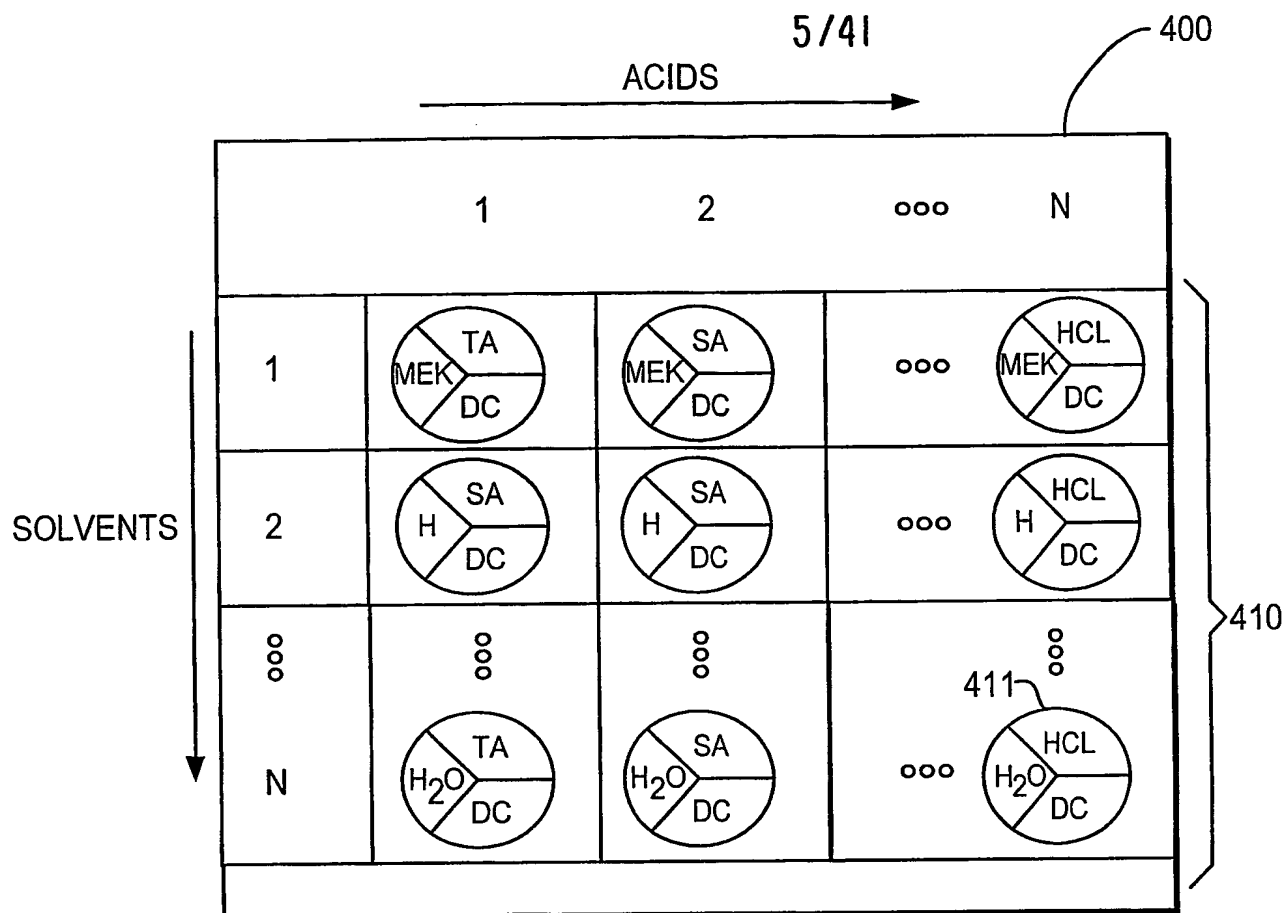 5/41
400
ACIDS
1 2 ooo N
SOLVENTS
1
TA MEK DC
SA MEK DC
ooo
HCL MEK DC
2
SA H DC
SA H DC
ooo
HCL H DC
410
ooo ooo ooo ooo
411
N
TA H2O DC
SA H2O DC
ooo
HCL H2O DC